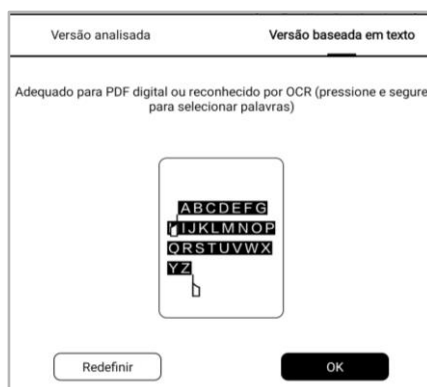 Versão analisada
Versão baseada em texto
Adequado para PDF digital ou reconhecido por OCR (pressione e segure
para selecionar palavras)
ABCDEFG
IJKLMNOP
QRSTUVWX
YZ
Redefinir
OK